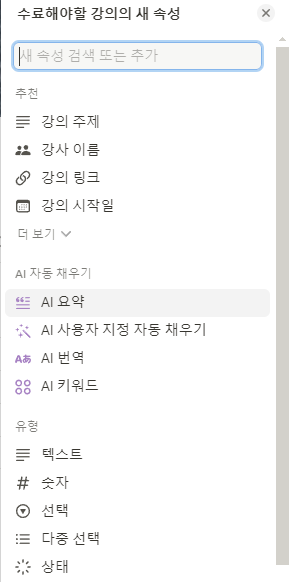 수료해야할 강의의 새 속성
새 속성 검색 또는 추가
추천
강의 주제
강사 이름
강의 링크
강의 시작일
더 보기
AI 자동 채우기
AI 요약
AI 사용자 지정 자동 채우기
Aあ AI 번역
AI 키워드
유형
텍스트
숫자
선택
다중 선택
상태